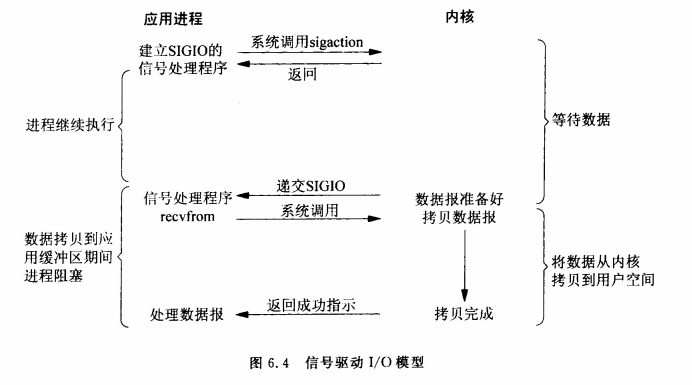 应用进程
内核
建立SIGIO的
信号处理程序
系统调用sigaction
返回
进程继续执行
等待数据
信号处理程序
recvfrom
递交SIGIO
系统调用
数据报准备好
拷贝数据报
数据拷贝到应
用缓冲区期间
进程阻塞
将数据从内核
拷贝到用户空间
处理数据报
返回成功指示
拷贝完成
图 6.4 信号驱动 I/O 模型